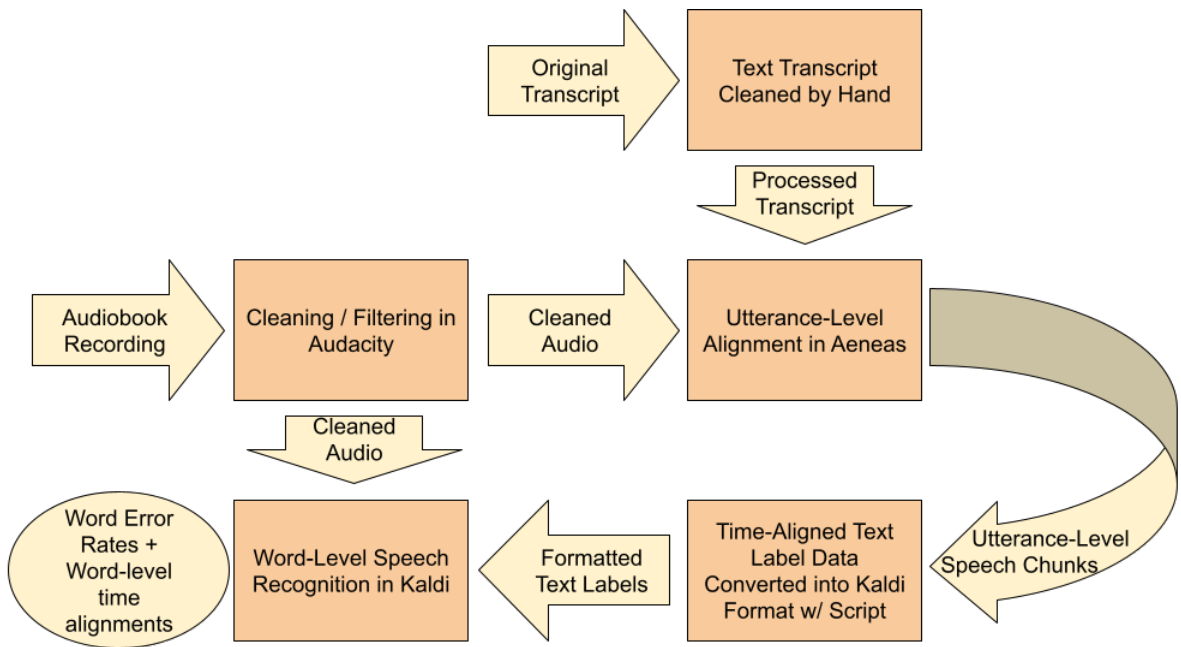 Original
Transcript
Text Transcript
Cleaned by Hand
Processed
Transcript
Audiobook
Recording
Cleaning / Filtering in
Audacity
Cleaned
Audio
Utterance-Level
Alignment in Aeneas
Cleaned
Audio
Utterance-Level
Speech Chunks
Time-Aligned Text
Label Data
Converted into Kaldi
Format w/ Script
Formatted
Text Labels
Word-Level Speech
Recognition in Kaldi
Word Error
Rates +
Word-level
time
alignments